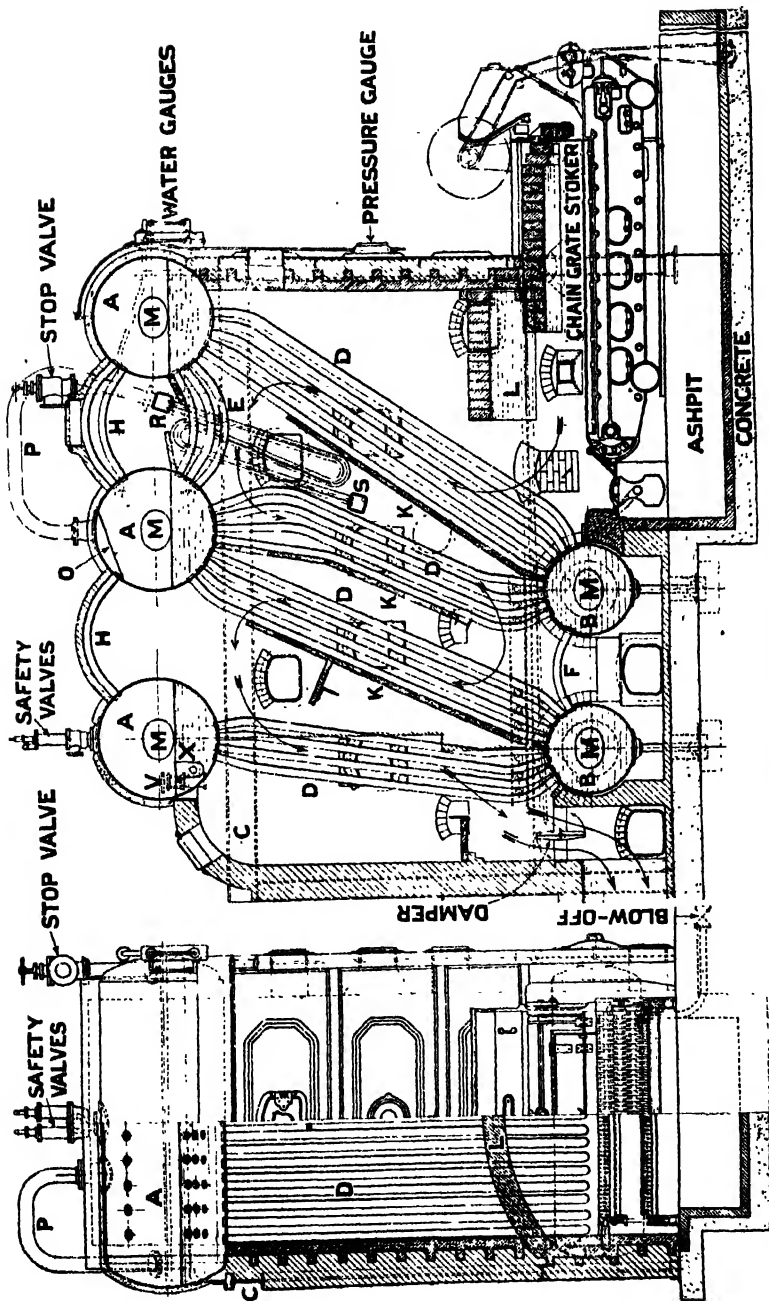 P
SAFETY
VALVES
STOP VALVE
A
D
L
C
SAFETY
VALVES
STOP VALVE
P
O
H
H
A
A
A
M
M
M
V
X
R
E
S
WATER GAUGES
PRESSURE GAUGE
C
D
D
D
D
K
K
K
L
CHAIN GRATE STOKER
B
M
B
M
F
DAMPER
BLOW-OFF
ASHPIT
CONCRETE